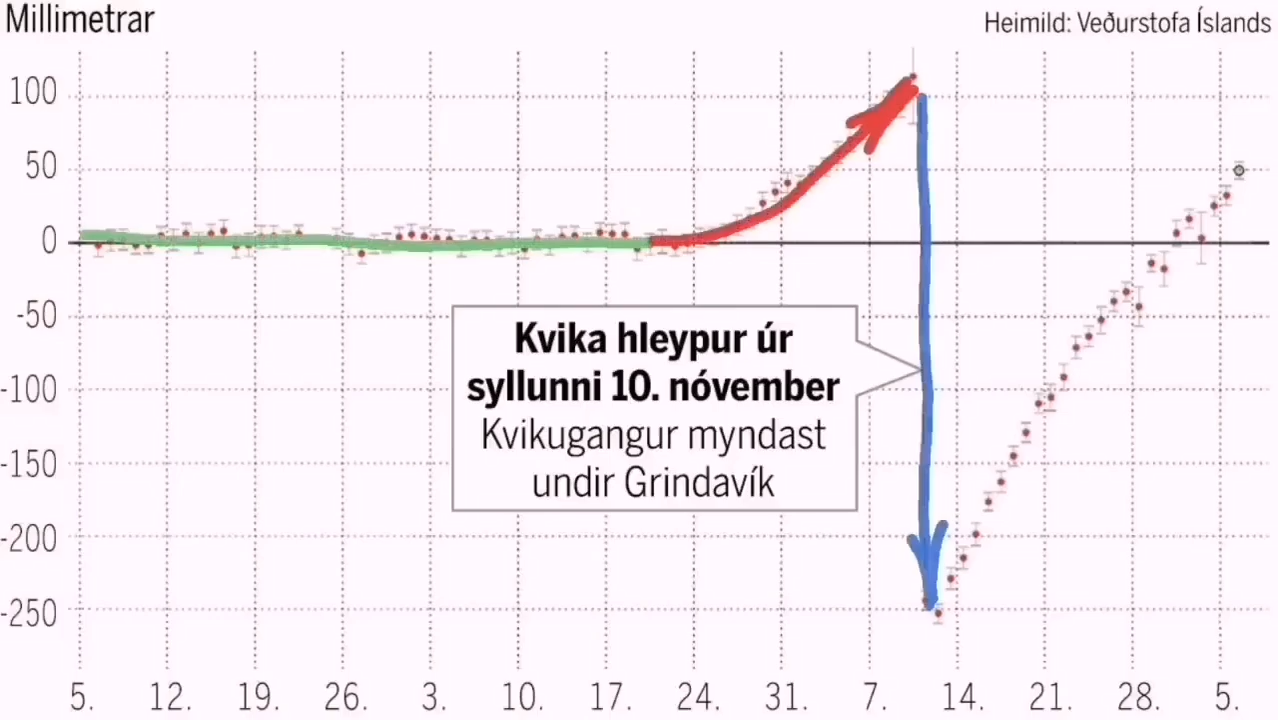 Millimetrar
Heimild: Veðurstofa Íslands
100
50
0
-50
-100
-150
-200
-250
Kvika hleypur úr
syllunni 10. nóvember
Kvikugangur myndast
undir Grindavík
5. 12. 19. 26. 3. 10. 17. 24. 31. 7. 14. 21. 28. 5.